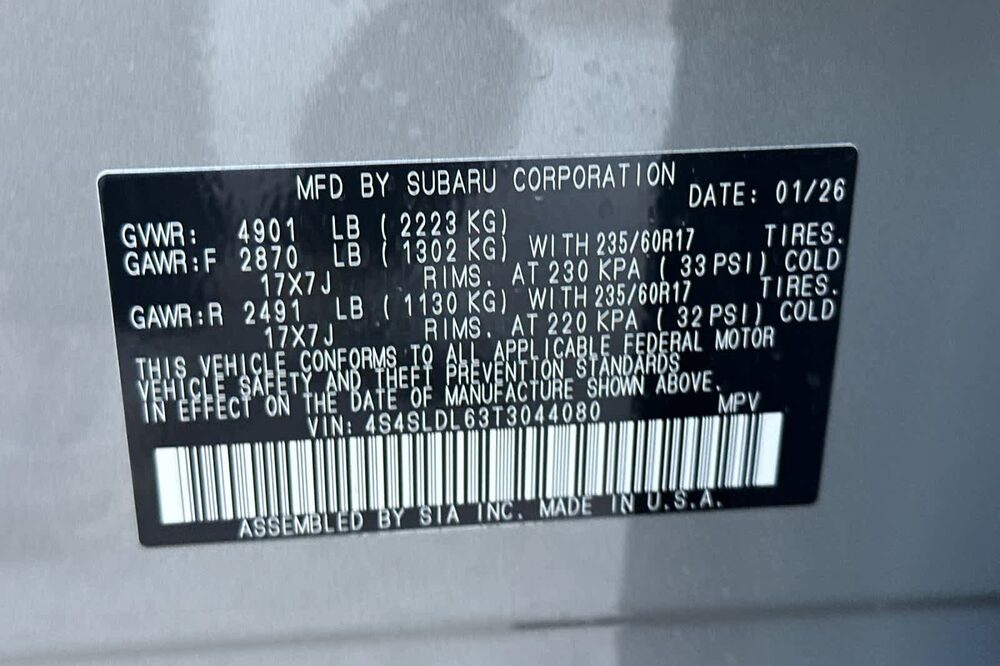 MFD BY SUBARU CORPORATION DATE: 01/26
GVWR: 4901 LB ( 2223 KG)
GAWR:F 2870 LB ( 1302 KG) WITH 235/60R17 TIRES.
17X7J RIMS. AT 230 KPA ( 33 PSI) COLD
GAWR:R 2491 LB ( 1130 KG) WITH 235/60R17 TIRES.
17X7J RIMS. AT 220 KPA ( 32 PSI) COLD
THIS VEHICLE CONFORMS TO ALL APPLICABLE FEDERAL MOTOR
VEHICLE SAFETY AND THEFT PREVENTION STANDARDS
IN EFFECT ON THE DATE OF MANUFACTURE SHOWN ABOVE.
VIN: 4S4SLDL63T3044080 MPV
ASSEMBLED BY SIA INC. MADE IN U.S.A.